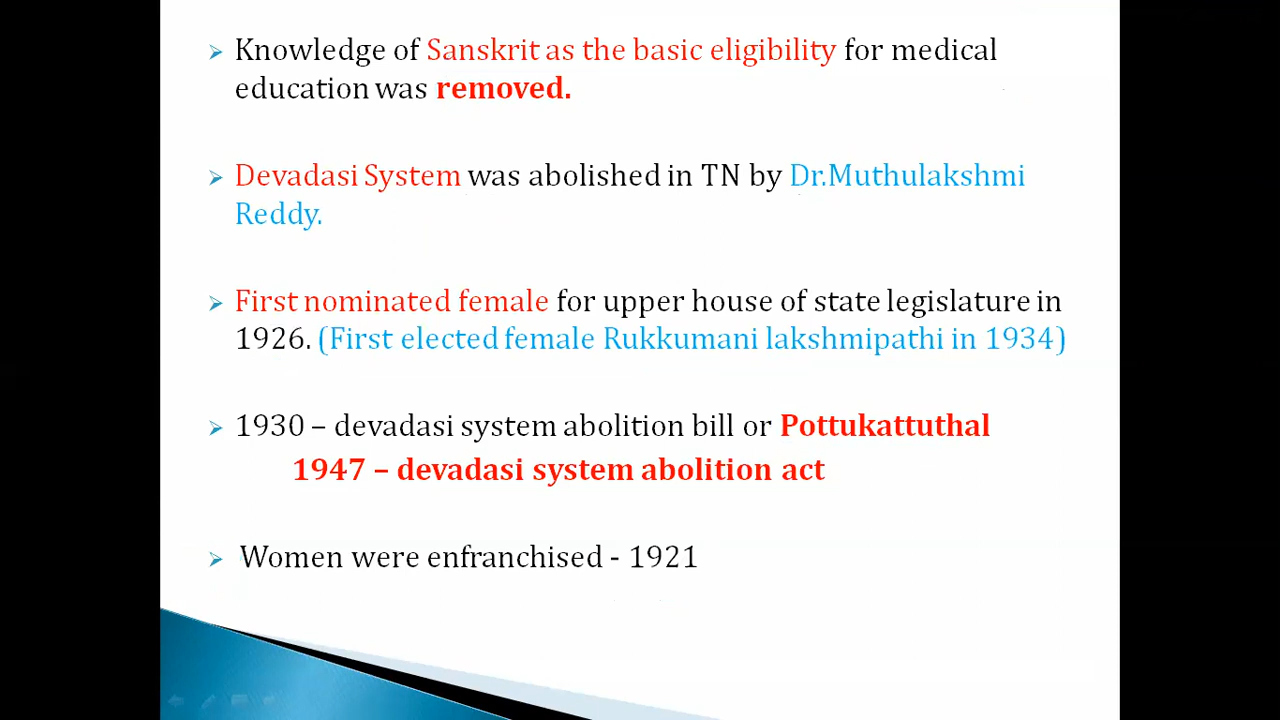 Knowledge of Sanskrit as the basic eligibility for medical
education was removed.
Devadasi System was abolished in TN by Dr.Muthulakshmi
Reddy.
First nominated female for upper house of state legislature in
1926. (First elected female Rukkumani lakshmipathi in 1934)
1930 – devadasi system abolition bill or Pottukattuthal
1947 – devadasi system abolition act
Women were enfranchised - 1921